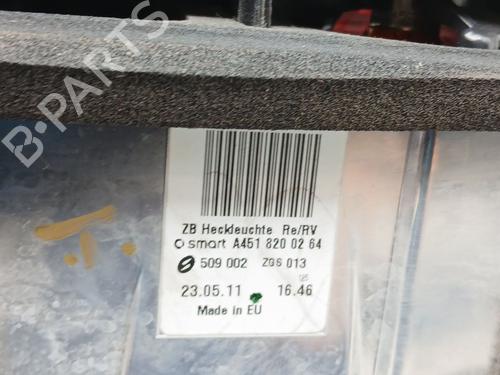 B-PARTS
ZB Heckleuchte Re/RV
smart A451 820 02 64
509 002 ZGS 013
23.05.11 16.46
Made in EU
T.